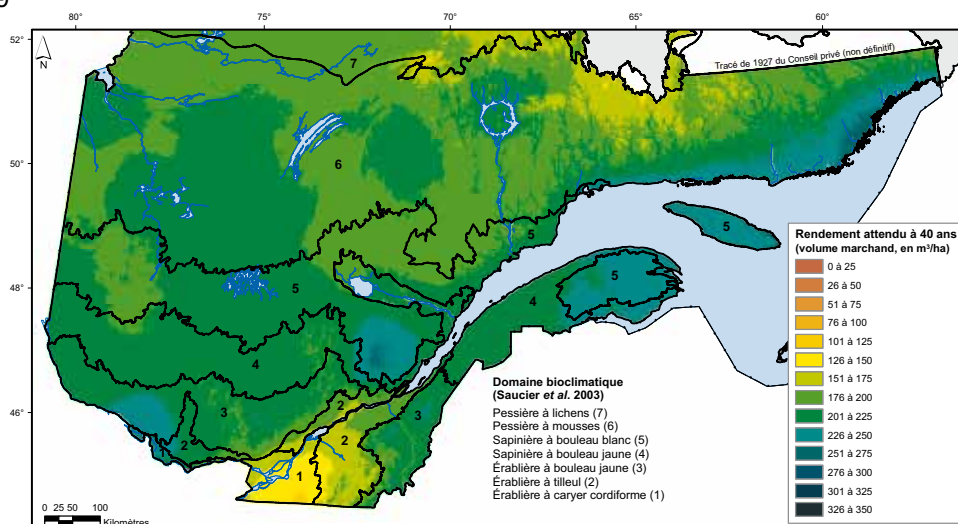 80°
75°
70°
65°
60°
52°
50°
48°
46°
N
Tracé de 1927 du Conseil privé (non définitif)
7
6
5
5
5
5
4
4
3
3
2
2
2
1
1
Domaine bioclimatique
(Saucier et al. 2003)
Pessière à lichens (7)
Pessière à mousses (6)
Sapinière à bouleau blanc (5)
Sapinière à bouleau jaune (4)
Érablière à bouleau jaune (3)
Érablière à tilleul (2)
Érablière à caryer cordiforme (1)
Rendement attendu à 40 ans
(volume marchand, en m³/ha)
0 à 25
26 à 50
51 à 75
76 à 100
101 à 125
126 à 150
151 à 175
176 à 200
201 à 225
226 à 250
251 à 275
276 à 300
301 à 325
326 à 350
0 25 50 100
Kilomètres